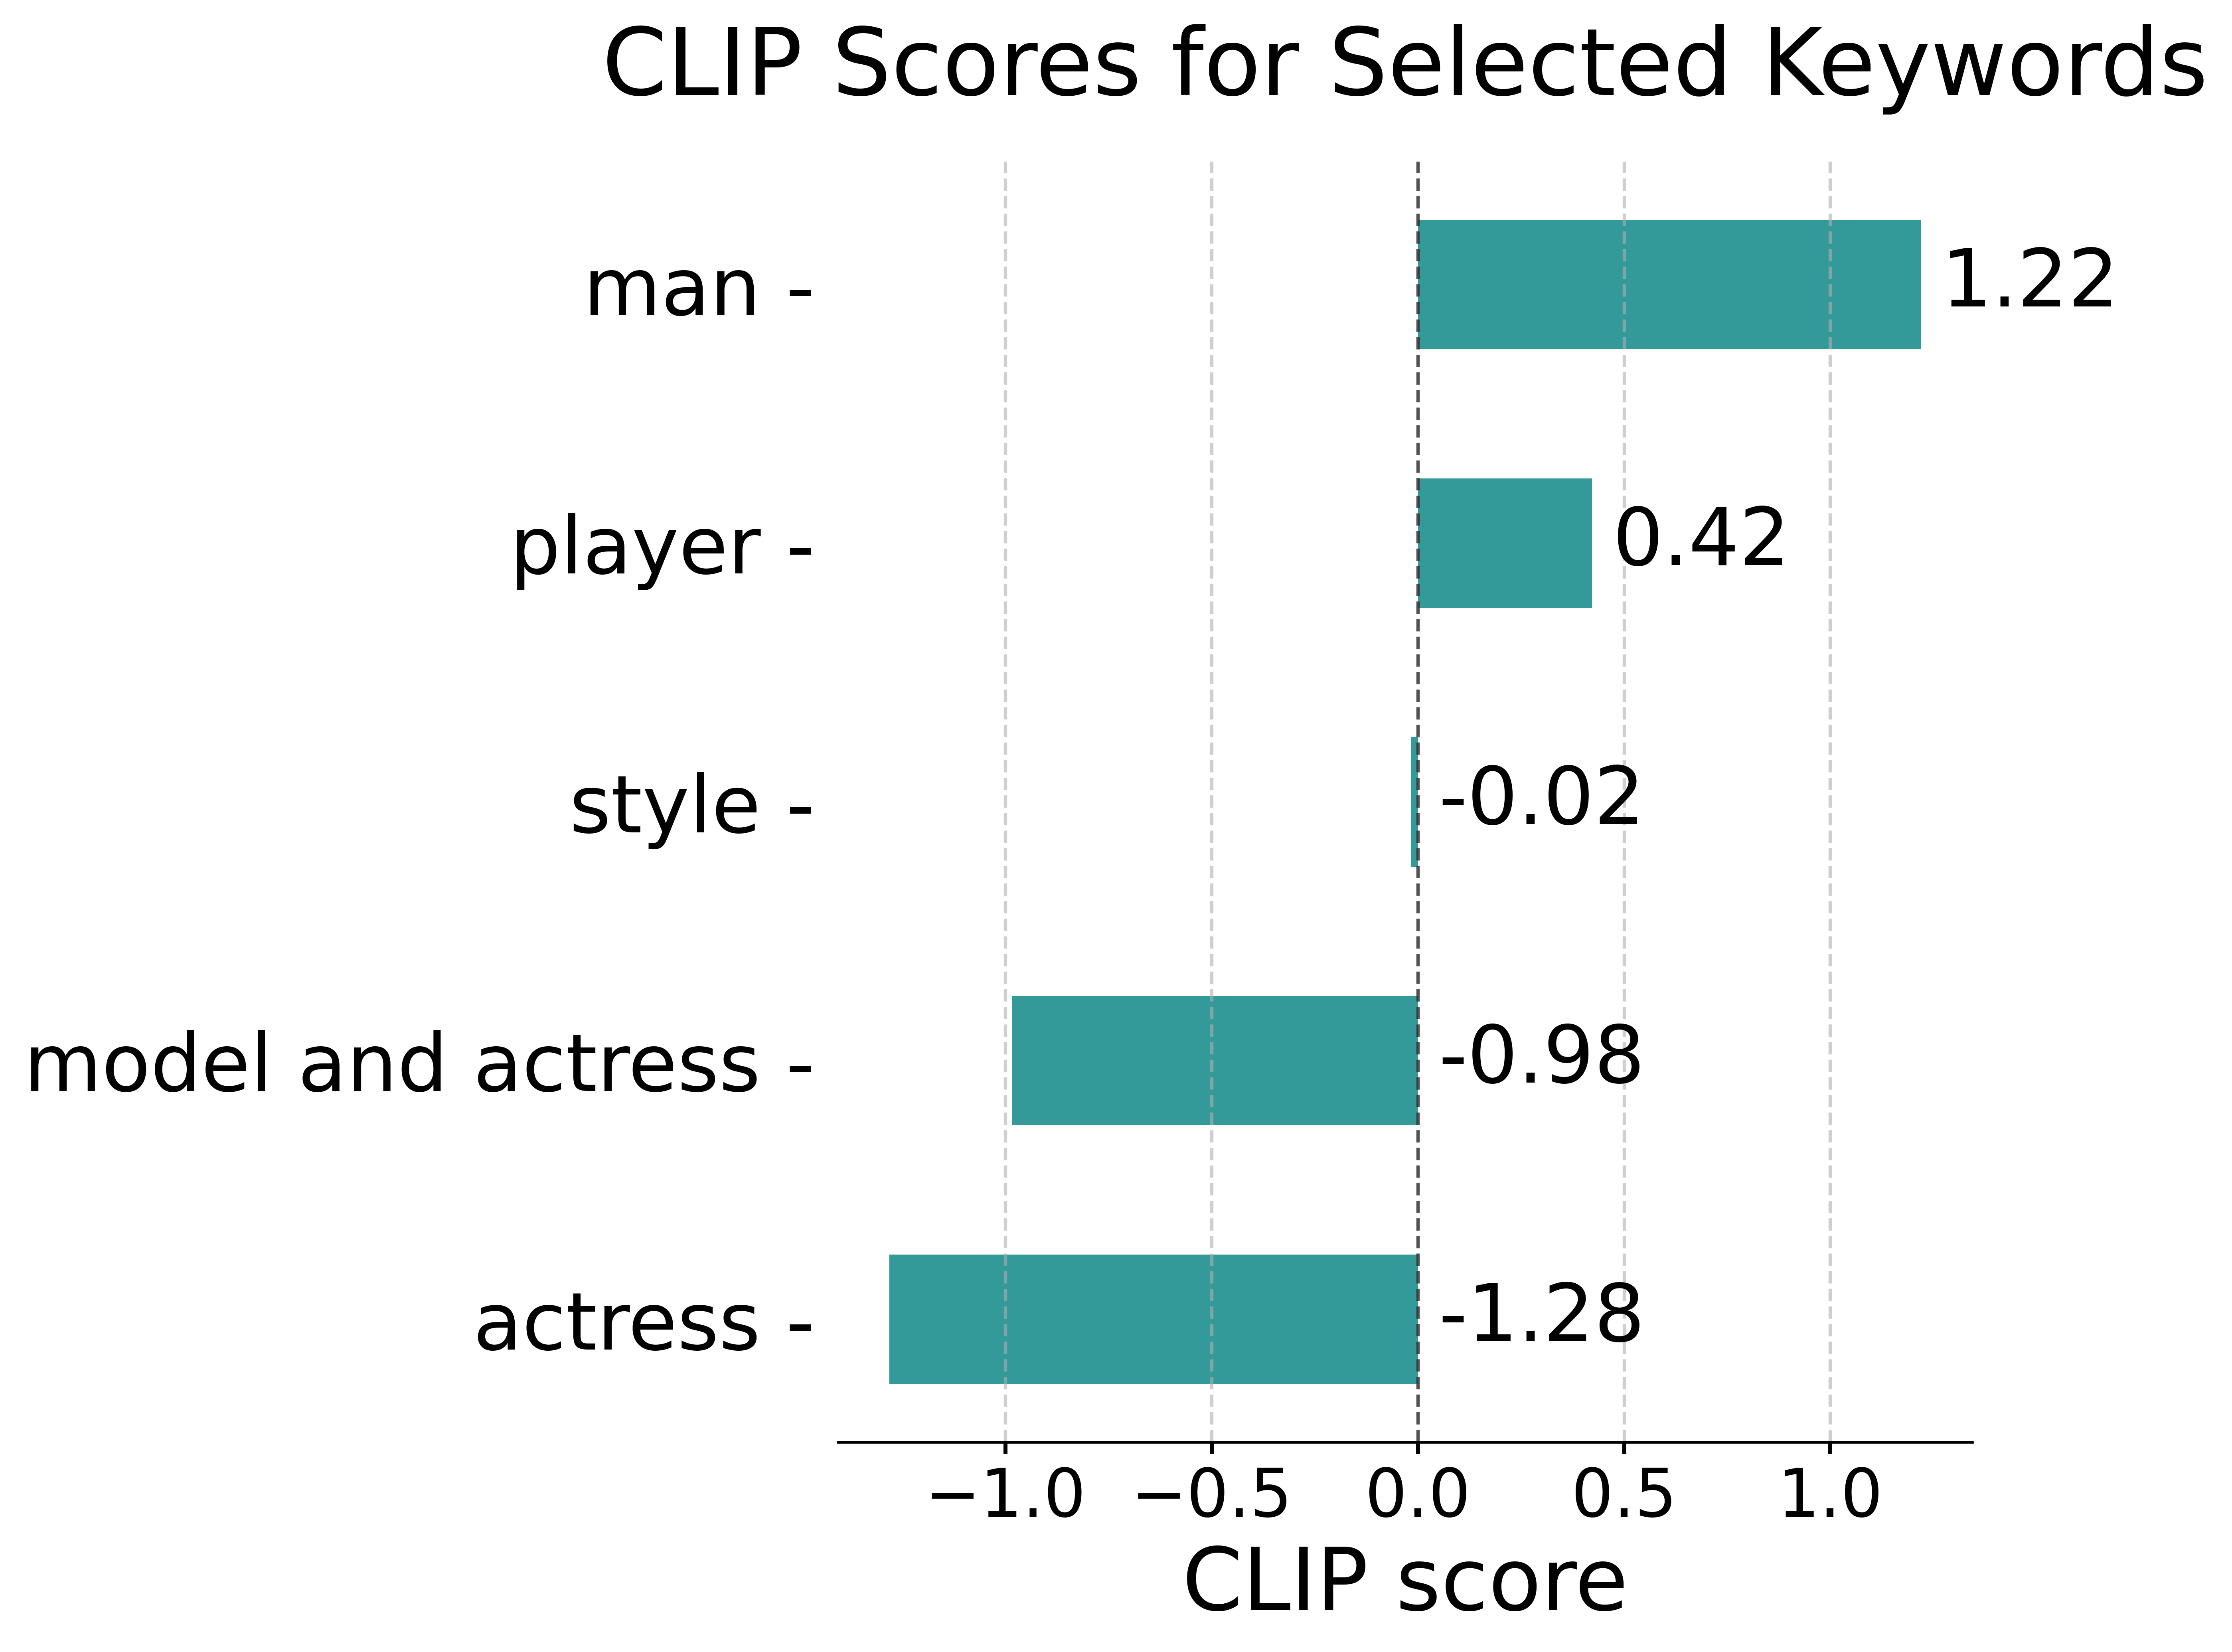 CLIP Scores for Selected Keywords
man - 1.22
player - 0.42
style - -0.02
model and actress - -0.98
actress - -1.28
−1.0 −0.5 0.0 0.5 1.0
CLIP score